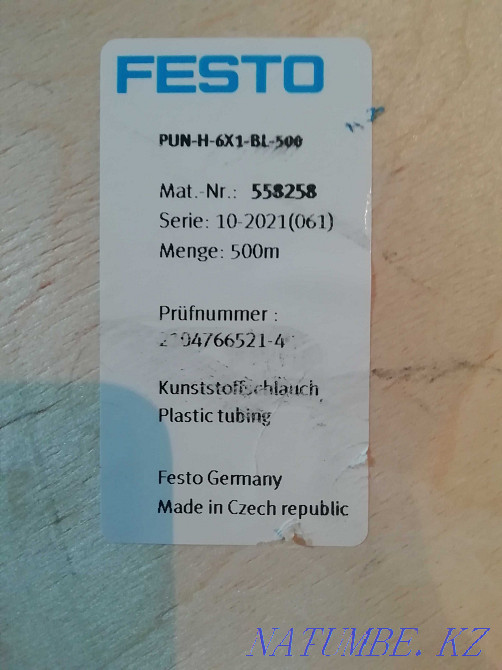 FESTO
PUN-H-6X1-BL-500
Mat.-Nr.: 558258
Serie: 10-2021(061)
Menge: 500m
Prüfnummer :
Kunststoffschlauch
Plastic tubing
Festo Germany
Made in Czech republic
NATUMBE. KZ